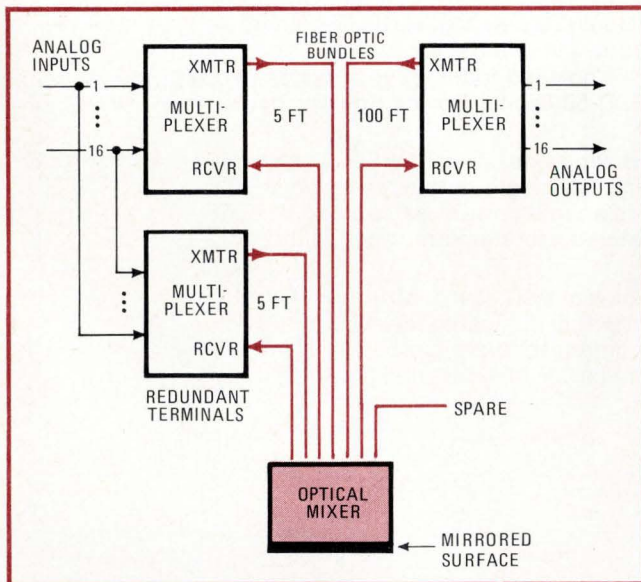 ANALOG
INPUTS
1
16
XMTR
MULTI-
PLEXER
RCVR
5 FT
FIBER OPTIC
BUNDLES
100 FT
XMTR
MULTI-
PLEXER
RCVR
1
16
ANALOG
OUTPUTS
XMTR
MULTI-
PLEXER
RCVR
5 FT
REDUNDANT
TERMINALS
SPARE
OPTICAL
MIXER
MIRRORED
SURFACE